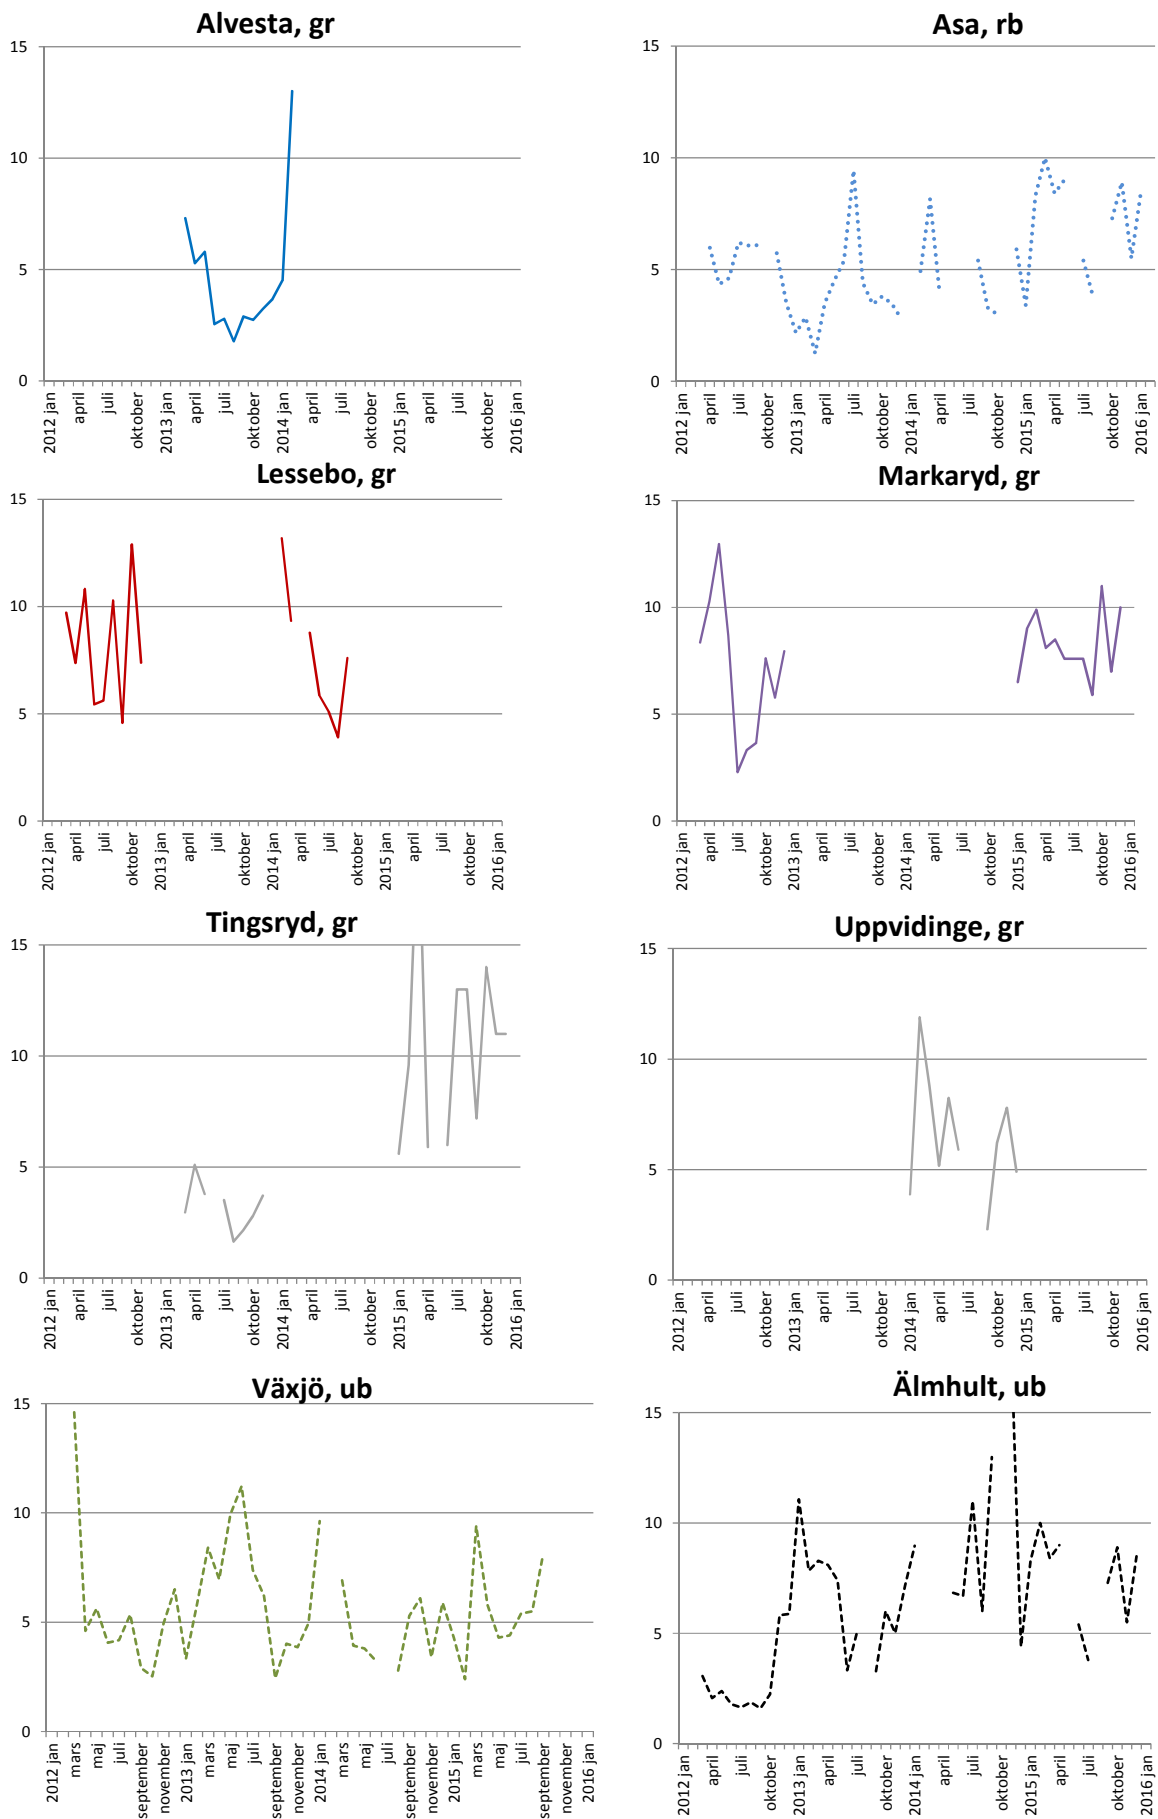 Alvesta, gr
15
10
5
0
2012 jan
april
juli
oktober
2013 jan
april
juli
oktober
2014 jan
april
juli
oktober
2015 jan
april
juli
oktober
2016 jan
Asa, rb
15
10
5
0
2012 jan
april
juli
oktober
2013 jan
april
juli
oktober
2014 jan
april
juli
oktober
2015 jan
april
juli
oktober
2016 jan
Lessebo, gr
15
10
5
0
2012 jan
april
juli
oktober
2013 jan
april
juli
oktober
2014 jan
april
juli
oktober
2015 jan
april
juli
oktober
2016 jan
Markaryd, gr
15
10
5
0
2012 jan
april
juli
oktober
2013 jan
april
juli
oktober
2014 jan
april
juli
oktober
2015 jan
april
juli
oktober
2016 jan
Tingsryd, gr
15
10
5
0
2012 jan
april
juli
oktober
2013 jan
april
juli
oktober
2014 jan
april
juli
oktober
2015 jan
april
juli
oktober
2016 jan
Uppvidinge, gr
15
10
5
0
2012 jan
april
juli
oktober
2013 jan
april
juli
oktober
2014 jan
april
juli
oktober
2015 jan
april
juli
oktober
2016 jan
Växjö, ub
15
10
5
0
2012 jan
mars
maj
juli
september
november
2013 jan
mars
maj
juli
september
november
2014 jan
mars
maj
juli
september
november
2015 jan
mars
maj
juli
september
november
2016 jan
Älmhult, ub
15
10
5
0
2012 jan
april
juli
oktober
2013 jan
april
juli
oktober
2014 jan
april
juli
oktober
2015 jan
april
juli
oktober
2016 jan